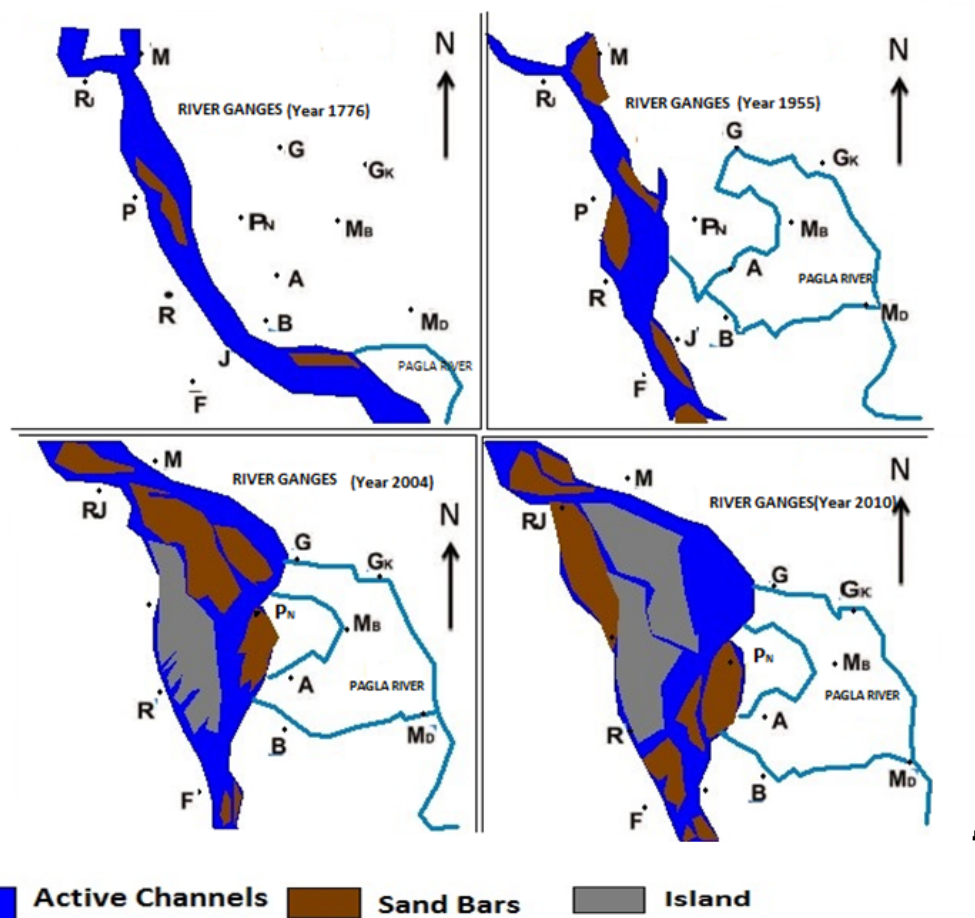 N
M
RJ
RIVER GANGES (Year 1776)
G
GK
P
PN
MB
A
R
B
MD
J
PAGLA RIVER
F
N
M
RJ
RIVER GANGES (Year 1955)
G
GK
P
PN
MB
A
PAGLA RIVER
R
B
MD
J'
F
M
RIVER GANGES (Year 2004)
RJ
N
G
GK
PN
MB
A
PAGLA RIVER
R
B
MD
F
N
M
RIVER GANGES(Year 2010)
RJ
G
GK
PN
MB
PAGLA RIVER
A
R
B
MD
F
Active Channels
Sand Bars
Island